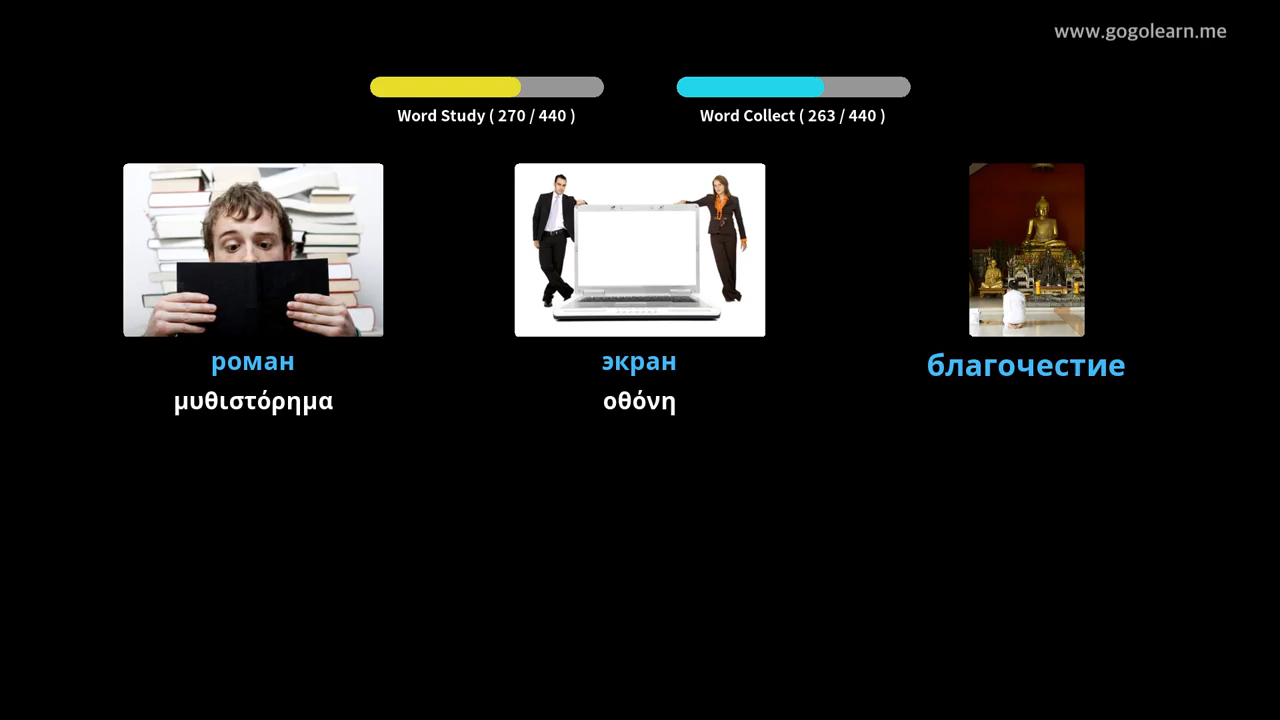 www.gogolearn.me
Word Study ( 270 / 440 )
Word Collect ( 263 / 440 )
роман
экран
благочестие
μυθιστόρημα
οθόνη